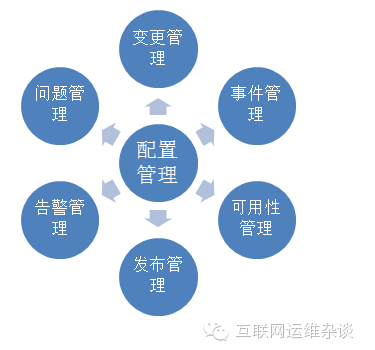 变更管
理
问题管
理
事件管
理
配置
管理
告警管
理
可用性
管理
发布管
理
互联网运维杂谈